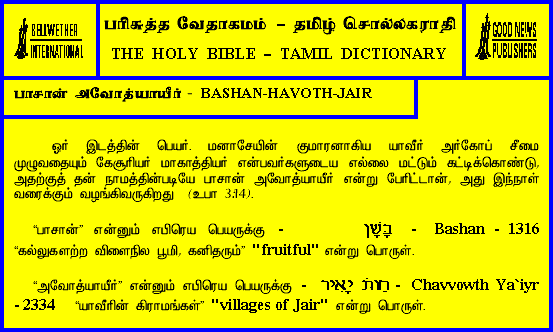 BELLWETHER
INTERNATIONAL
பரிசுத்த வேதாகமம் – தமிழ் சொல்லகராதி
THE HOLY BIBLE – TAMIL DICTIONARY
GOOD NEWS
PUBLISHERS
பாசான் அவோத்யாயீர் - BASHAN-HAVOTH-JAIR
ஓர் இடத்தின் பெயர். மனாசேயின் குமாரனாகிய யாவீர் அர்கோப் சீமை
முழுவதையும் கேசூரியர் மாகாத்தியர் என்பவர்களுடைய எல்லை மட்டும் கட்டிக்கொண்டு,
அதற்குத் தன் நாமத்தின்படியே பாசான் அவோத்யாயீர் என்று பேரிட்டான், அது இந்நாள்
வரைக்கும் வழங்கிவருகிறது (உபா 3:14).
“பாசான்” என்னும் எபிரெய பெயருக்கு - בָּשָׁן - Bashan - 1316
“கல்லுகளற்ற விளைநில பூமி, கனிதரும்” "fruitful" என்று பொருள்.
“அவோத்யாயீர்” என்னும் எபிரெய பெயருக்கு - חַוֹּת יָאִיר - Chavvowth Ya`iyr
- 2334 “யாவீரின் கிராமங்கள்” "villages of Jair" என்று பொருள்.